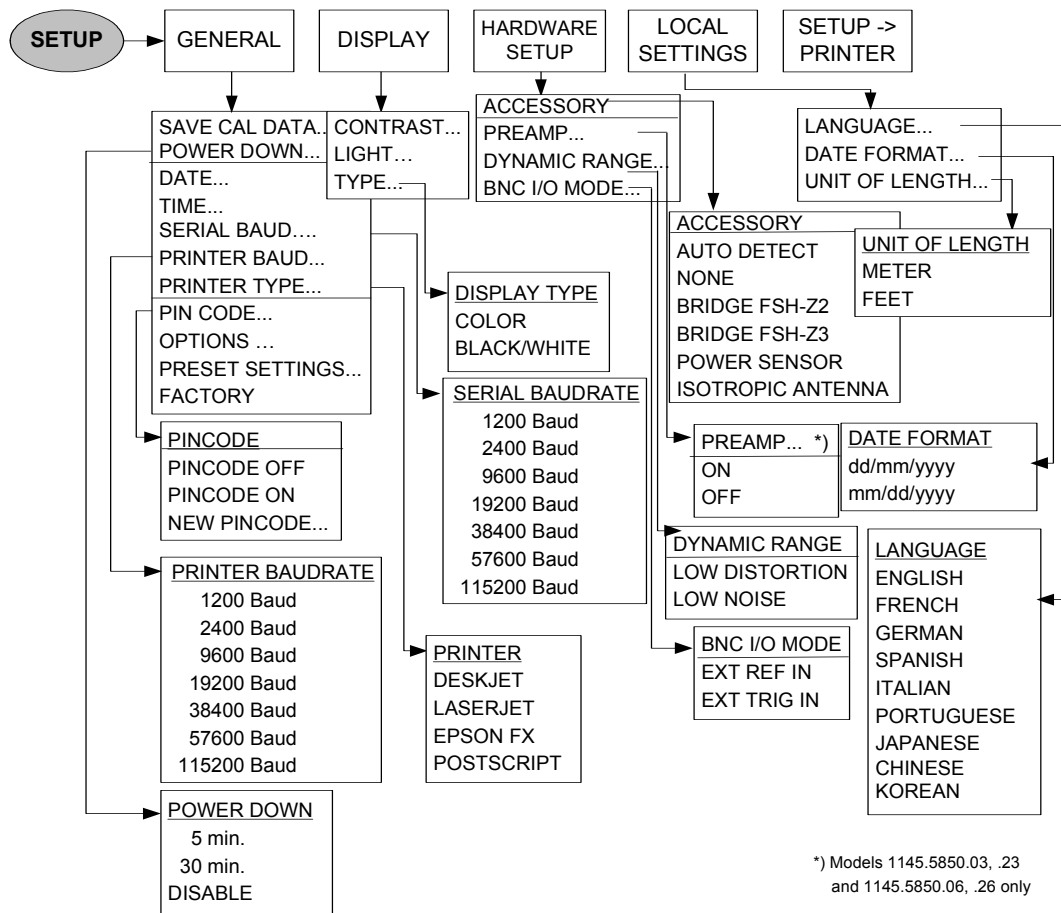 SETUP
GENERAL
DISPLAY
HARDWARE
SETUP
LOCAL
SETTINGS
SETUP ->
PRINTER
SAVE CAL DATA..
POWER DOWN...
DATE...
TIME...
SERIAL BAUD....
PRINTER BAUD...
PRINTER TYPE...
PIN CODE...
OPTIONS ...
PRESET SETTINGS...
FACTORY
CONTRAST...
LIGHT...
TYPE...
ACCESSORY
PREAMP...
DYNAMIC RANGE...
BNC I/O MODE...
LANGUAGE...
DATE FORMAT...
UNIT OF LENGTH...
ACCESSORY
AUTO DETECT
NONE
BRIDGE FSH-Z2
BRIDGE FSH-Z3
POWER SENSOR
ISOTROPIC ANTENNA
UNIT OF LENGTH
METER
FEET
DISPLAY TYPE
COLOR
BLACK/WHITE
SERIAL BAUDRATE
1200 Baud
2400 Baud
9600 Baud
19200 Baud
38400 Baud
57600 Baud
115200 Baud
PINCODE
PINCODE OFF
PINCODE ON
NEW PINCODE...
PREAMP... *)
ON
OFF
DATE FORMAT
dd/mm/yyyy
mm/dd/yyyy
DYNAMIC RANGE
LOW DISTORTION
LOW NOISE
LANGUAGE
ENGLISH
FRENCH
GERMAN
SPANISH
ITALIAN
PORTUGUESE
JAPANESE
CHINESE
KOREAN
PRINTER BAUDRATE
1200 Baud
2400 Baud
9600 Baud
19200 Baud
38400 Baud
57600 Baud
115200 Baud
PRINTER
DESKJET
LASERJET
EPSON FX
POSTSCRIPT
BNC I/O MODE
EXT REF IN
EXT TRIG IN
POWER DOWN
5 min.
30 min.
DISABLE
*) Models 1145.5850.03, .23
and 1145.5850.06, .26 only